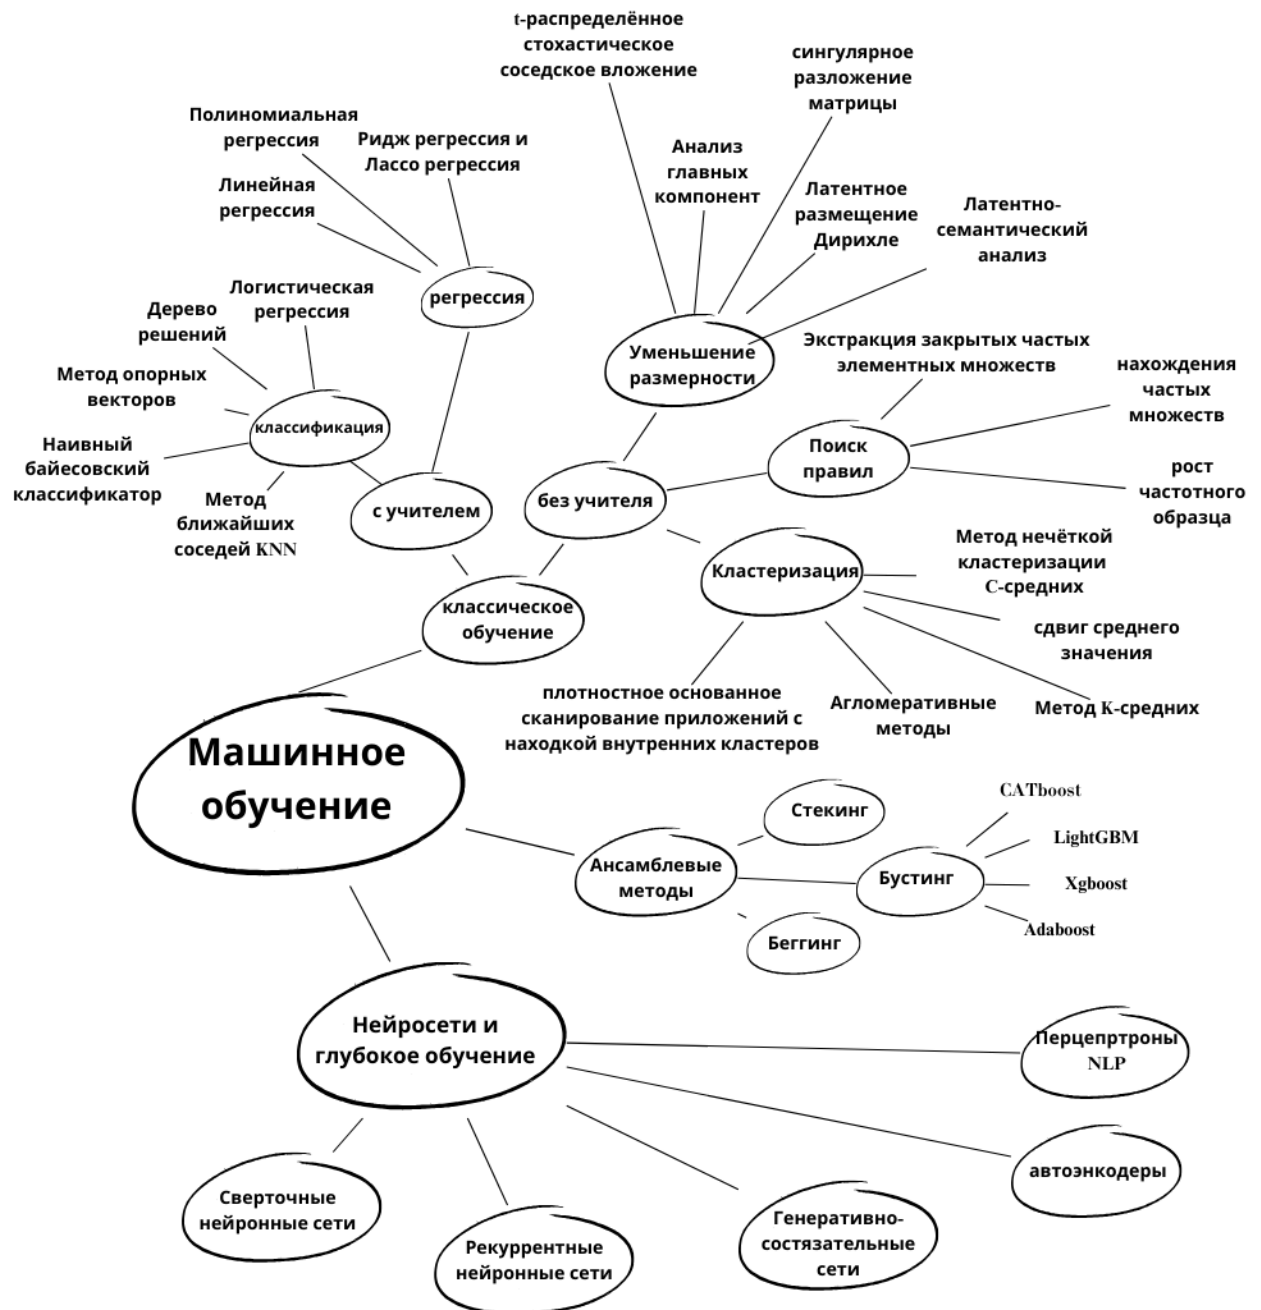 t-распределённое
стохастическое
соседское вложение
сингулярное
разложение
матрицы
Полиномиальная
регрессия
Ридж регрессия и
Лассо регрессия
Анализ
главных
компонент
Линейная
регрессия
Латентное
размещение
Дирихле
Латентно-
семантический
анализ
Логистическая
регрессия
регрессия
Дерево
решений
Уменьшение
размерности
Экстракция закрытых частых
элементных множеств
нахождения
частых
множеств
Метод опорных
векторов
классификация
Наивный
байесовский
классификатор
Поиск
правил
рост
частотного
образца
Метод
ближайших
соседей KNN
с учителем
без учителя
Метод нечёткой
кластеризации
C-средних
Кластеризация
классическое
обучение
сдвиг среднего
значения
плотностное основанное
сканирование приложений с
находкой внутренних кластеров
Агломеративные
методы
Метод K-средних
Машинное
обучение
Стекинг
CATboost
LightGBM
Ансамблевые
методы
Бустинг
Xgboost
Adaboost
Беггинг
Нейросети и
глубокое обучение
Перцепртроны
NLP
автоэнкодеры
Сверточные
нейронные сети
Рекуррентные
нейронные сети
Генеративно-
состязательные
сети